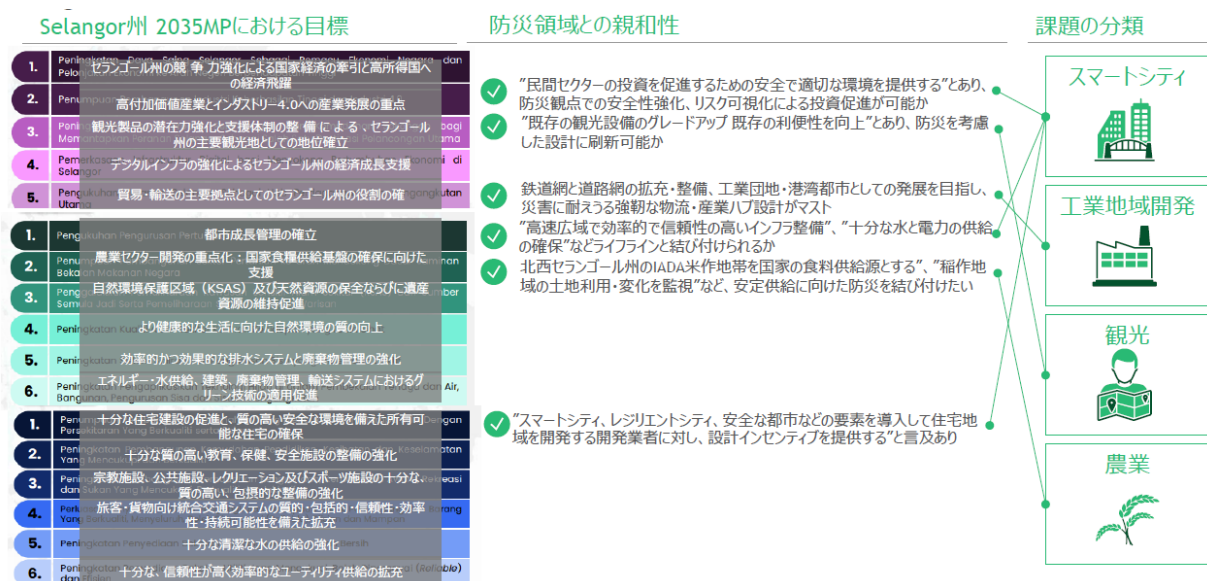 Selangor州 2035MPにおける目標
防災領域との親和性
課題の分類
1.
セランゴール州の競 争 力強化による国家経済の牽引と高所得国へ
の経済飛躍
2.
高付加価値産業とインダストリー4.0への産業発展の重点
3.
観光製品の潜在力強化と支援体制の整 備 に よ る 、セランゴール
州の主要観光地としての地位確立
4.
デジタルインフラの強化によるセランゴール州の経済成長支援
5.
貿易・輸送の主要拠点としてのセランゴール州の役割の確
1.
都市成長管理の確立
2.
農業セクター開発の重点化：国家食糧供給基盤の確保に向けた
支援
3.
自然環境保護区域（KSAS）及び天然資源の保全ならびに遺産
資源の維持促進
4.
より健康的な生活に向けた自然環境の質の向上
5.
効率的かつ効果的な排水システムと廃棄物管理の強化
6.
エネルギー・水供給、建築、廃棄物管理、輸送システムにおけるグ
リーン技術の適用促進
1.
十分な住宅建設の促進と、質の高い安全な環境を備えた所有可
能な住宅の確保
2.
十分な質の高い教育、保健、安全施設の整備の強化
3.
宗教施設、公共施設、レクリエーション及びスポーツ施設の十分な、
質の高い、包摂的な整備の強化
4.
旅客・貨物向け統合交通システムの質的・包括的・信頼性・効率
性・持続可能性を備えた拡充
5.
十分な清潔な水の供給の強化
6.
十分な、信頼性が高く効率的なユーティリティ供給の拡充
"民間セクターの投資を促進するための安全で適切な環境を提供する"とあり、
防災観点での安全性強化、リスク可視化による投資促進が可能か
"既存の観光設備のグレードアップ 既存の利便性を向上"とあり、防災を考慮
した設計に刷新可能か
鉄道網と道路網の拡充・整備、工業団地・港湾都市としての発展を目指し、
災害に耐えうる強靭な物流・産業ハブ設計がマスト
"高速広域で効率的で信頼性の高いインフラ整備"、"十分な水と電力の供給
の確保"などライフラインと結び付けられるか
北西セランゴール州のIADA米作地帯を国家の食料供給源とする"、"稲作地
域の土地利用・変化を監視"など、安定供給に向けた防災を結び付けたい
"スマートシティ、レジリエントシティ、安全な都市などの要素を導入して住宅地
域を開発する開発業者に対し、設計インセンティブを提供する"と言及あり
スマートシティ
工業地域開発
観光
農業